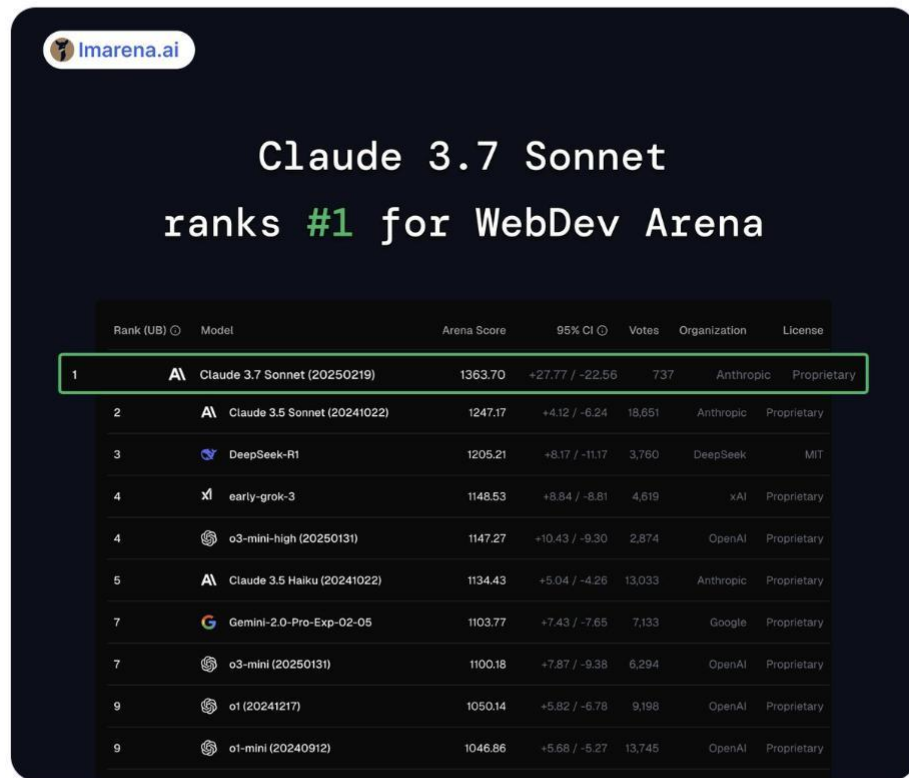 lmarena.ai
Claude 3.7 Sonnet
ranks #1 for WebDev Arena
Rank (UB) Model Arena Score 95% CI Votes Organization License
1 Claude 3.7 Sonnet (20250219) 1363.70 +27.77 / -22.56 737 Anthropic Proprietary
2 Claude 3.5 Sonnet (20241022) 1247.17 +4.12 / -6.24 18,651 Anthropic Proprietary
3 DeepSeek-R1 1205.21 +8.17 / -11.17 3,760 DeepSeek MIT
4 early-grok-3 1148.53 +8.84 / -8.81 4,619 xAI Proprietary
4 o3-mini-high (20250131) 1147.27 +10.43 / -9.30 2,874 OpenAI Proprietary
5 Claude 3.5 Haiku (20241022) 1134.43 +5.04 / -4.26 13,033 Anthropic Proprietary
7 Gemini-2.0-Pro-Exp-02-05 1103.77 +7.43 / -7.65 7,133 Google Proprietary
7 o3-mini (20250131) 1100.18 +7.87 / -9.38 6,294 OpenAI Proprietary
9 o1 (20241217) 1050.14 +5.82 / -6.78 9,198 OpenAI Proprietary
9 o1-mini (20240912) 1046.86 +5.68 / -5.27 13,745 OpenAI Proprietary